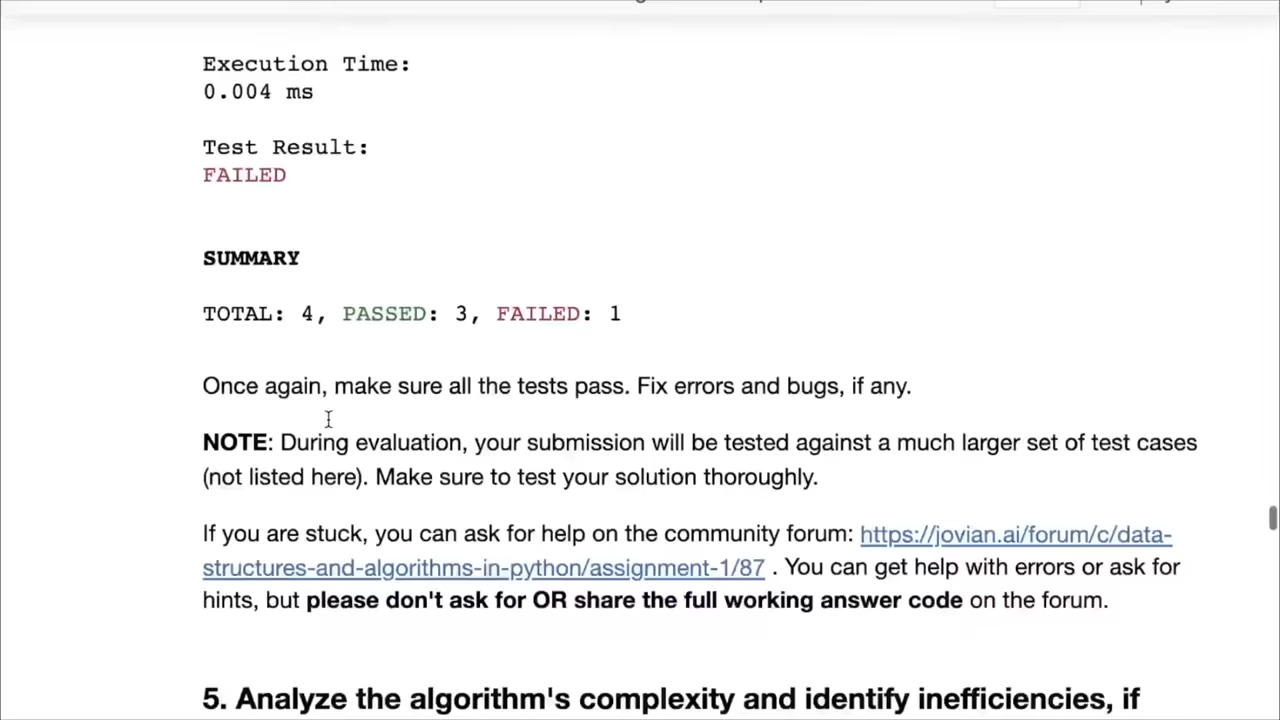 Execution Time:
0.004 ms
Test Result:
FAILED
SUMMARY
TOTAL: 4, PASSED: 3, FAILED: 1
Once again, make sure all the tests pass. Fix errors and bugs, if any.
NOTE: During evaluation, your submission will be tested against a much larger set of test cases
(not listed here). Make sure to test your solution thoroughly.
If you are stuck, you can ask for help on the community forum: https://jovian.ai/forum/c/data-
structures-and-algorithms-in-python/assignment-1/87 . You can get help with errors or ask for
hints, but please don't ask for OR share the full working answer code on the forum.
5. Analyze the algorithm's complexity and identify inefficiencies, if